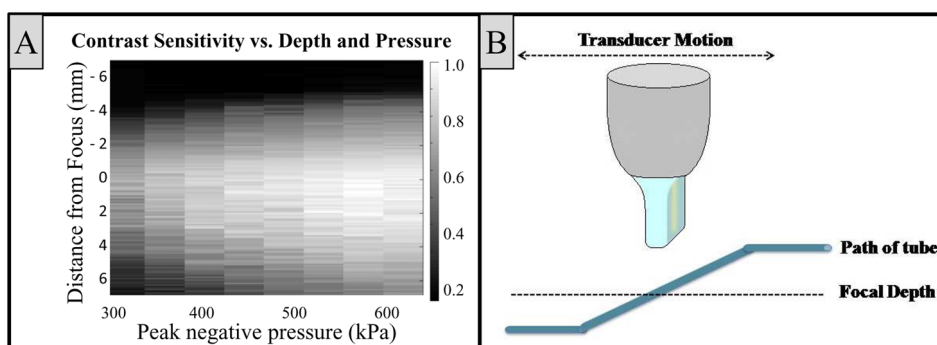 A
Contrast Sensitivity vs. Depth and Pressure
Distance from Focus (mm)
- 6
- 4
- 2
0
2
4
6
300
400
500
600
Peak negative pressure (kPa)
1.0
0.8
0.6
0.4
0.2
B
Transducer Motion
Path of tube
Focal Depth